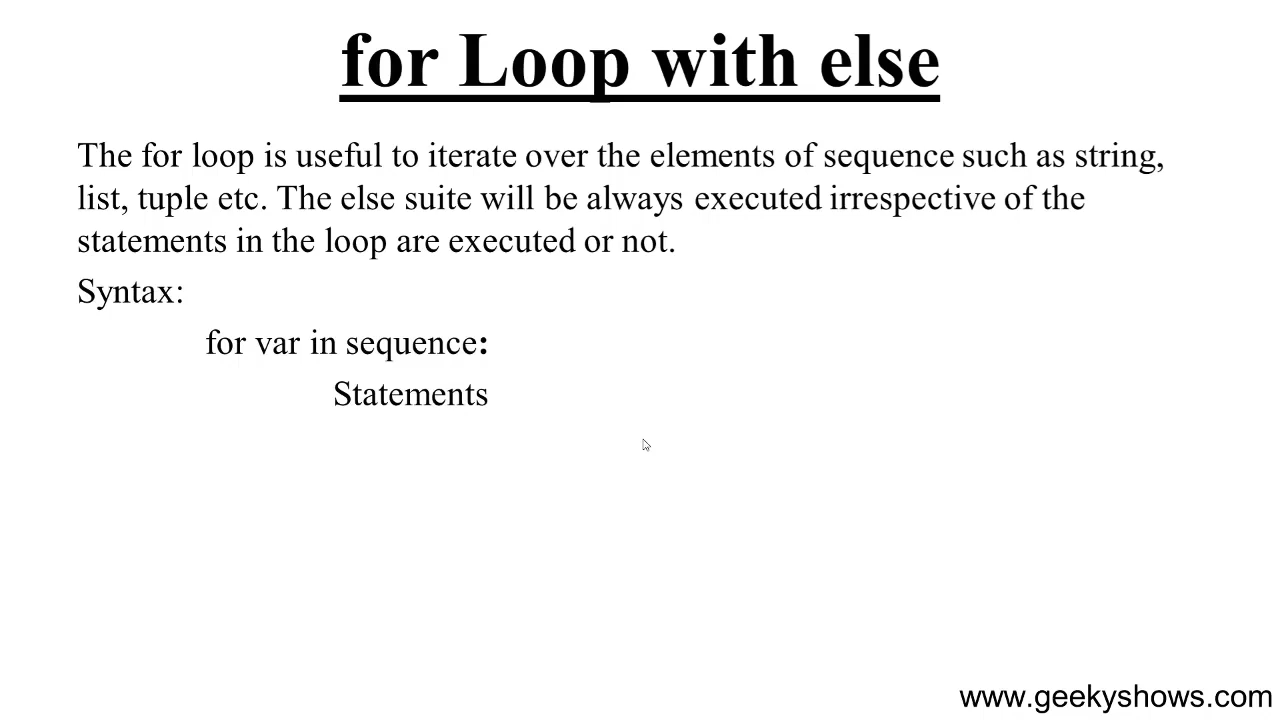 for Loop with else
The for loop is useful to iterate over the elements of sequence such as string,
list, tuple etc. The else suite will be always executed irrespective of the
statements in the loop are executed or not.
Syntax:
for var in sequence:
Statements
www.geekyshows.com